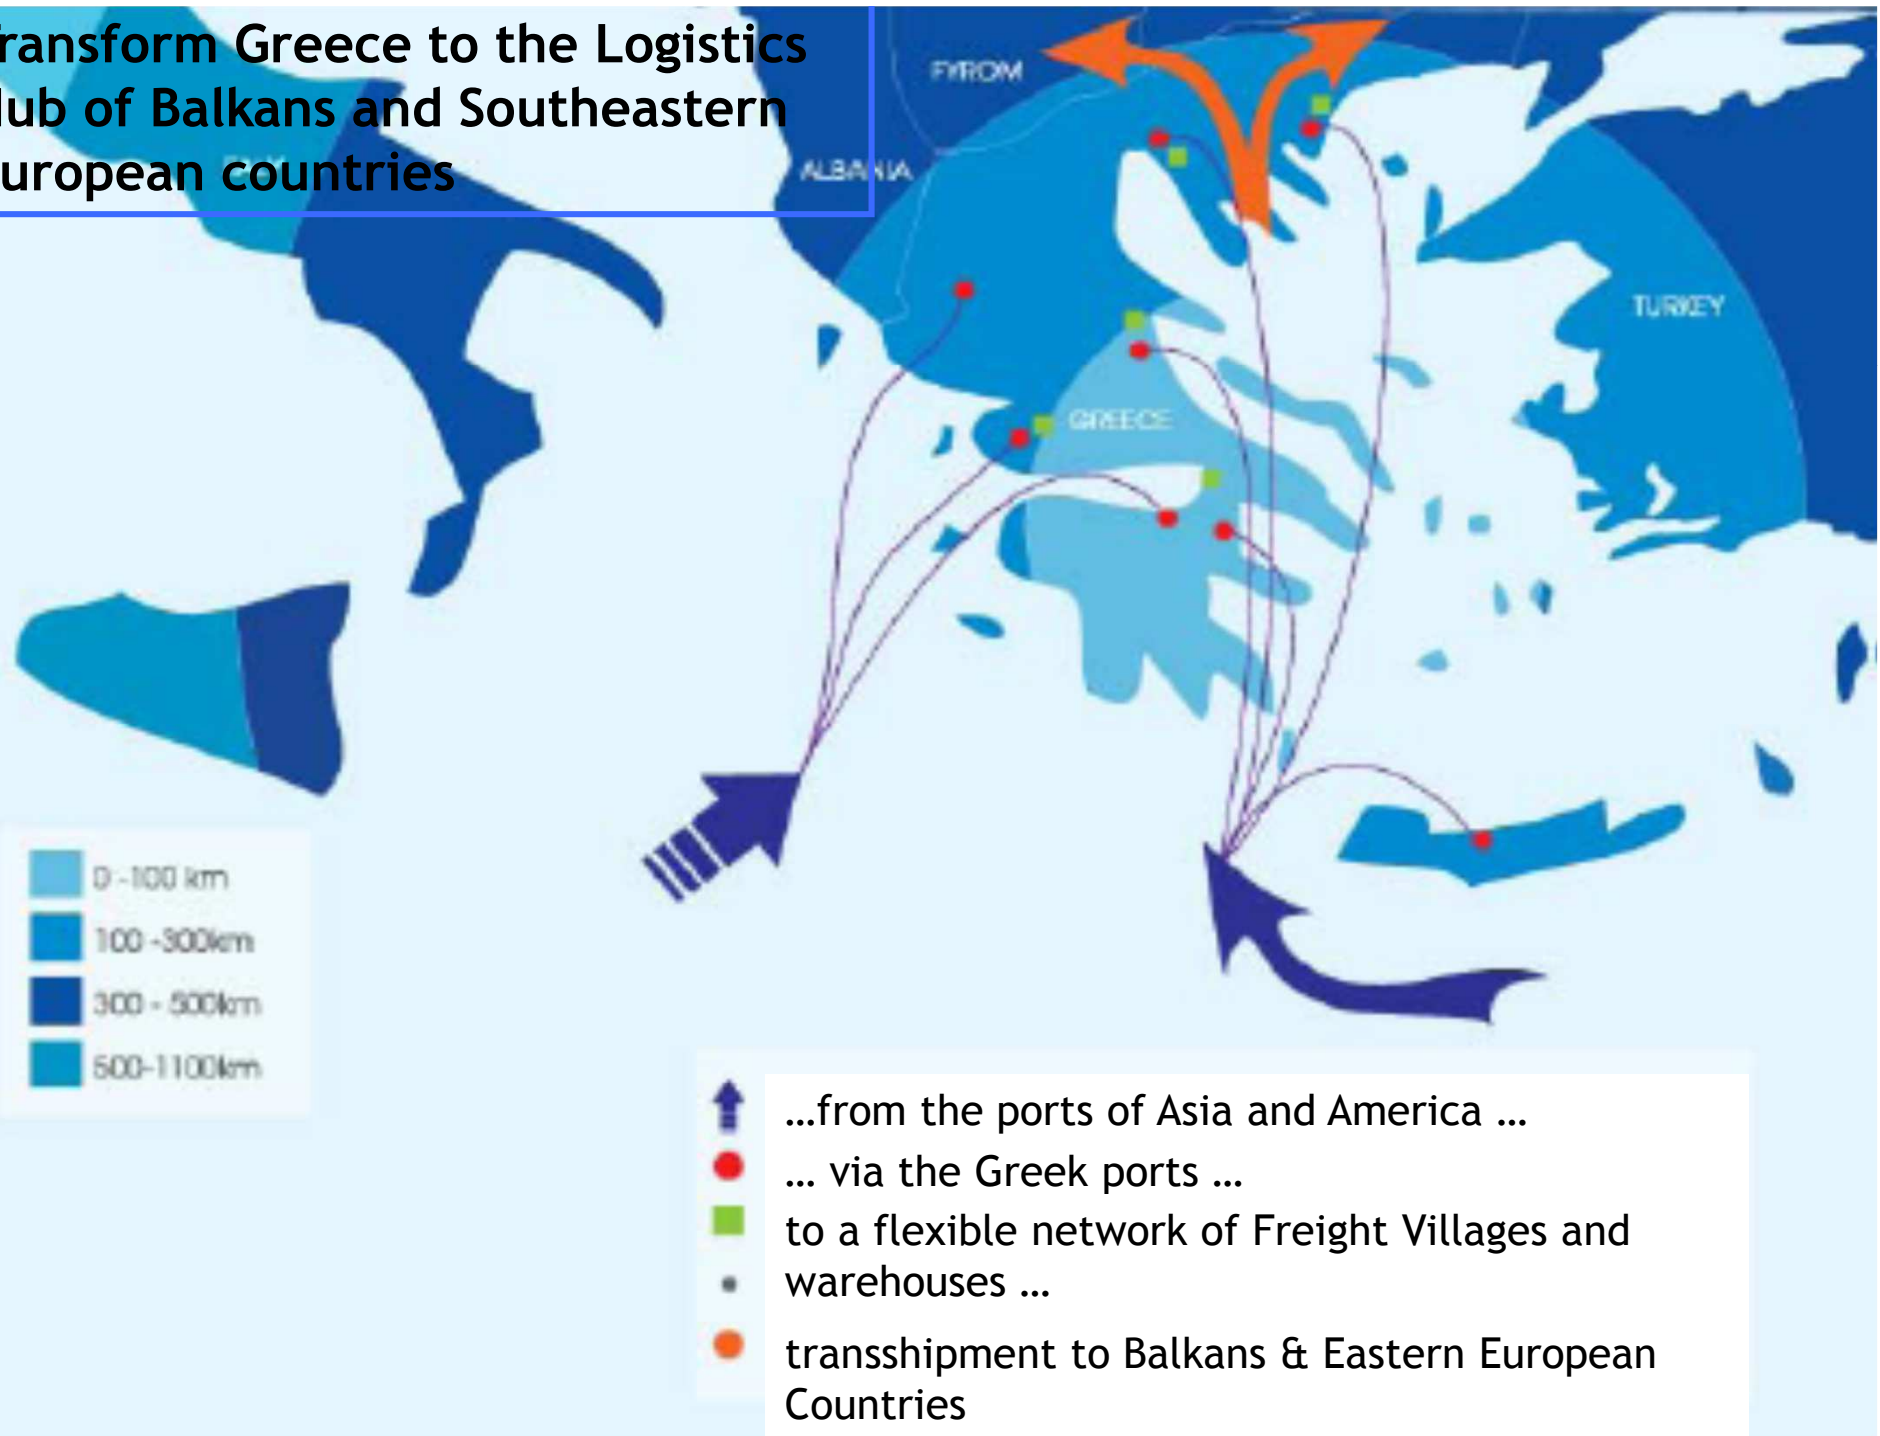 ransform Greece to the Logistics
ub of Balkans and Southeastern
uropean countries
FYROM
ALBANIA
TURKEY
GREECE
0 -100 km
100 -300km
300 - 500km
500-1100km
…from the ports of Asia and America …
… via the Greek ports …
to a flexible network of Freight Villages and
warehouses …
transshipment to Balkans & Eastern European
Countries